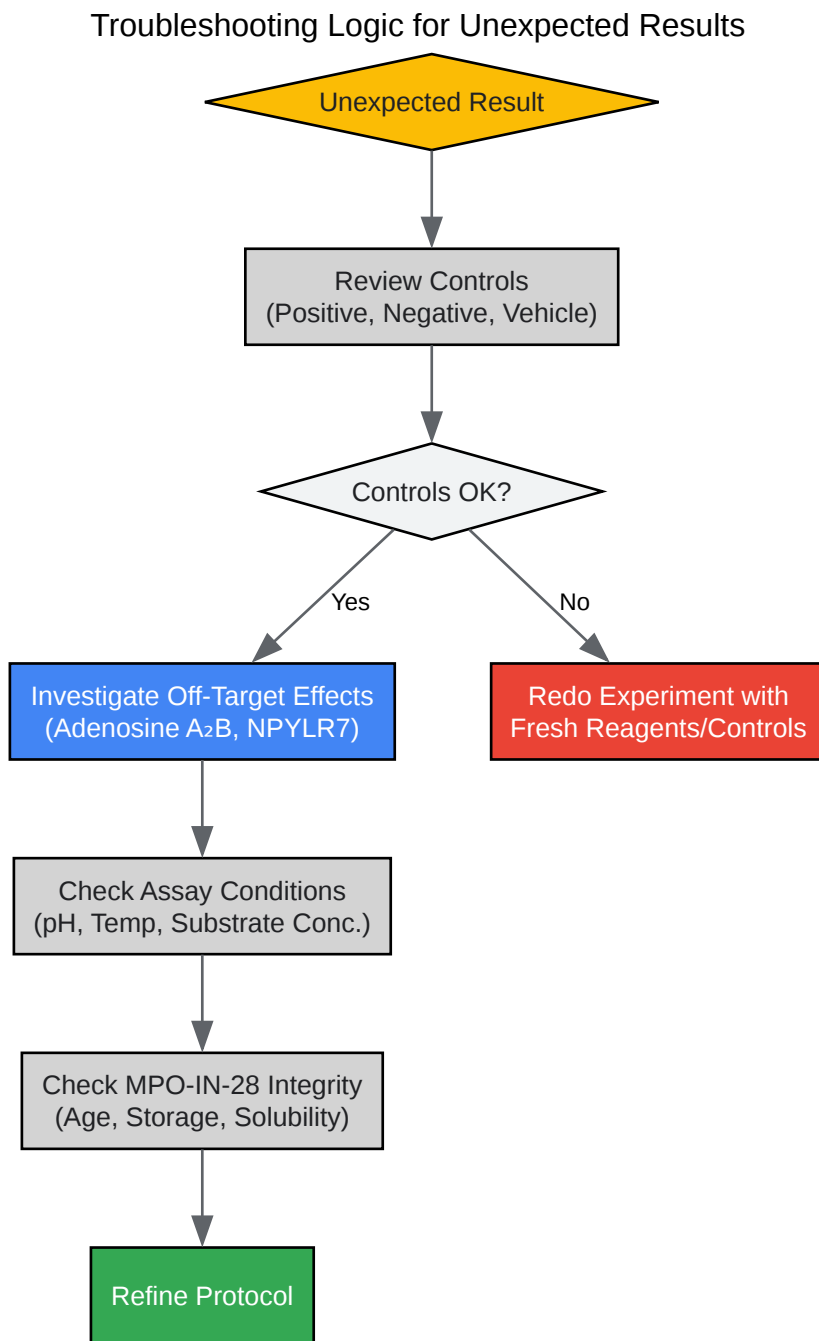 Troubleshooting Logic for Unexpected Results
Unexpected Result
Review Controls
(Positive, Negative, Vehicle)
Controls OK?
Yes
No
Investigate Off-Target Effects
(Adenosine A₂B, NPYLR7)
Redo Experiment with
Fresh Reagents/Controls
Check Assay Conditions
(pH, Temp, Substrate Conc.)
Check MPO-IN-28 Integrity
(Age, Storage, Solubility)
Refine Protocol